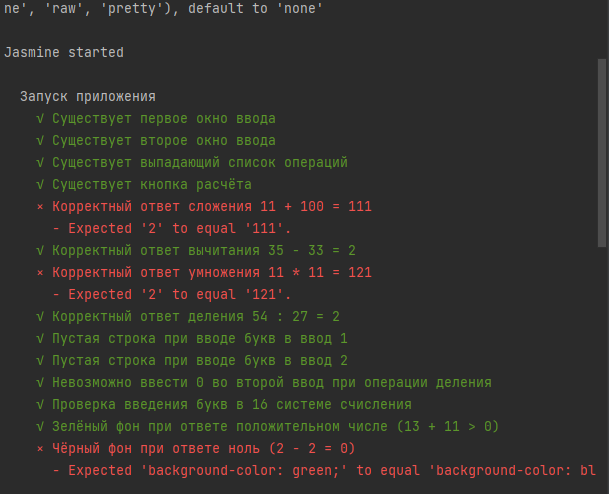 ne', 'raw', 'pretty'), default to 'none'
Jasmine started
Запуск приложения
√ Существует первое окно ввода
√ Существует второе окно ввода
√ Существует выпадающий список операций
√ Существует кнопка расчёта
× Корректный ответ сложения 11 + 100 = 111
- Expected '2' to equal '111'.
√ Корректный ответ вычитания 35 - 33 = 2
× Корректный ответ умножения 11 * 11 = 121
- Expected '2' to equal '121'.
√ Корректный ответ деления 54 : 27 = 2
√ Пустая строка при вводе букв в ввод 1
√ Пустая строка при вводе букв в ввод 2
√ Невозможно ввести 0 во второй ввод при операции деления
√ Проверка введения букв в 16 системе счисления
√ Зелёный фон при ответе положительном числе (13 + 11 > 0)
× Чёрный фон при ответе ноль (2 - 2 = 0)
- Expected 'background-color: green;' to equal 'background-color: bl